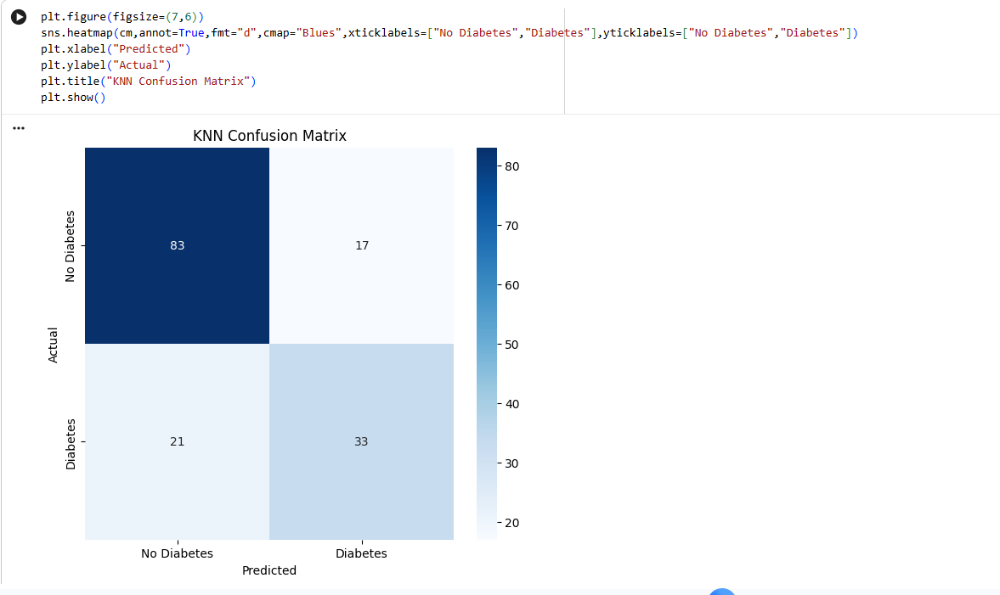 plt.figure(figsize=(7,6))
sns.heatmap(cm,annot=True,fmt="d",cmap="Blues",xticklabels=["No Diabetes","Diabetes"],yticklabels=["No Diabetes","Diabetes"])
plt.xlabel("Predicted")
plt.ylabel("Actual")
plt.title("KNN Confusion Matrix")
plt.show()
KNN Confusion Matrix
No Diabetes
Diabetes
Actual
83
17
21
33
No Diabetes
Diabetes
Predicted
80
70
60
50
40
30
20